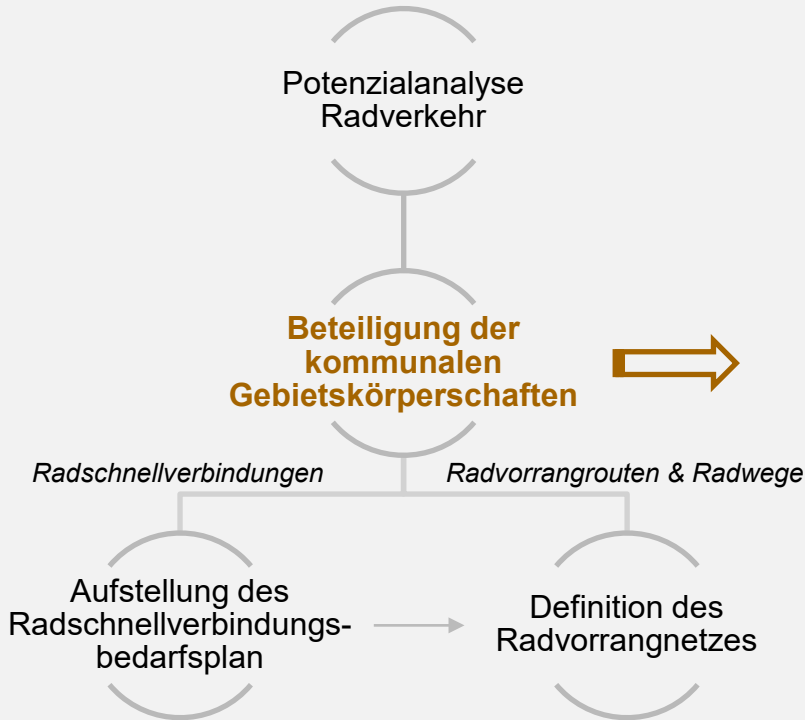 Potenzialanalyse
Radverkehr
Beteiligung der
kommunalen
Gebietskörperschaften
Radschnellverbindungen
Radvorrangrouten & Radwege
Aufstellung des
Radschnellverbindungs-
bedarfsplan
Definition des
Radvorrangnetzes